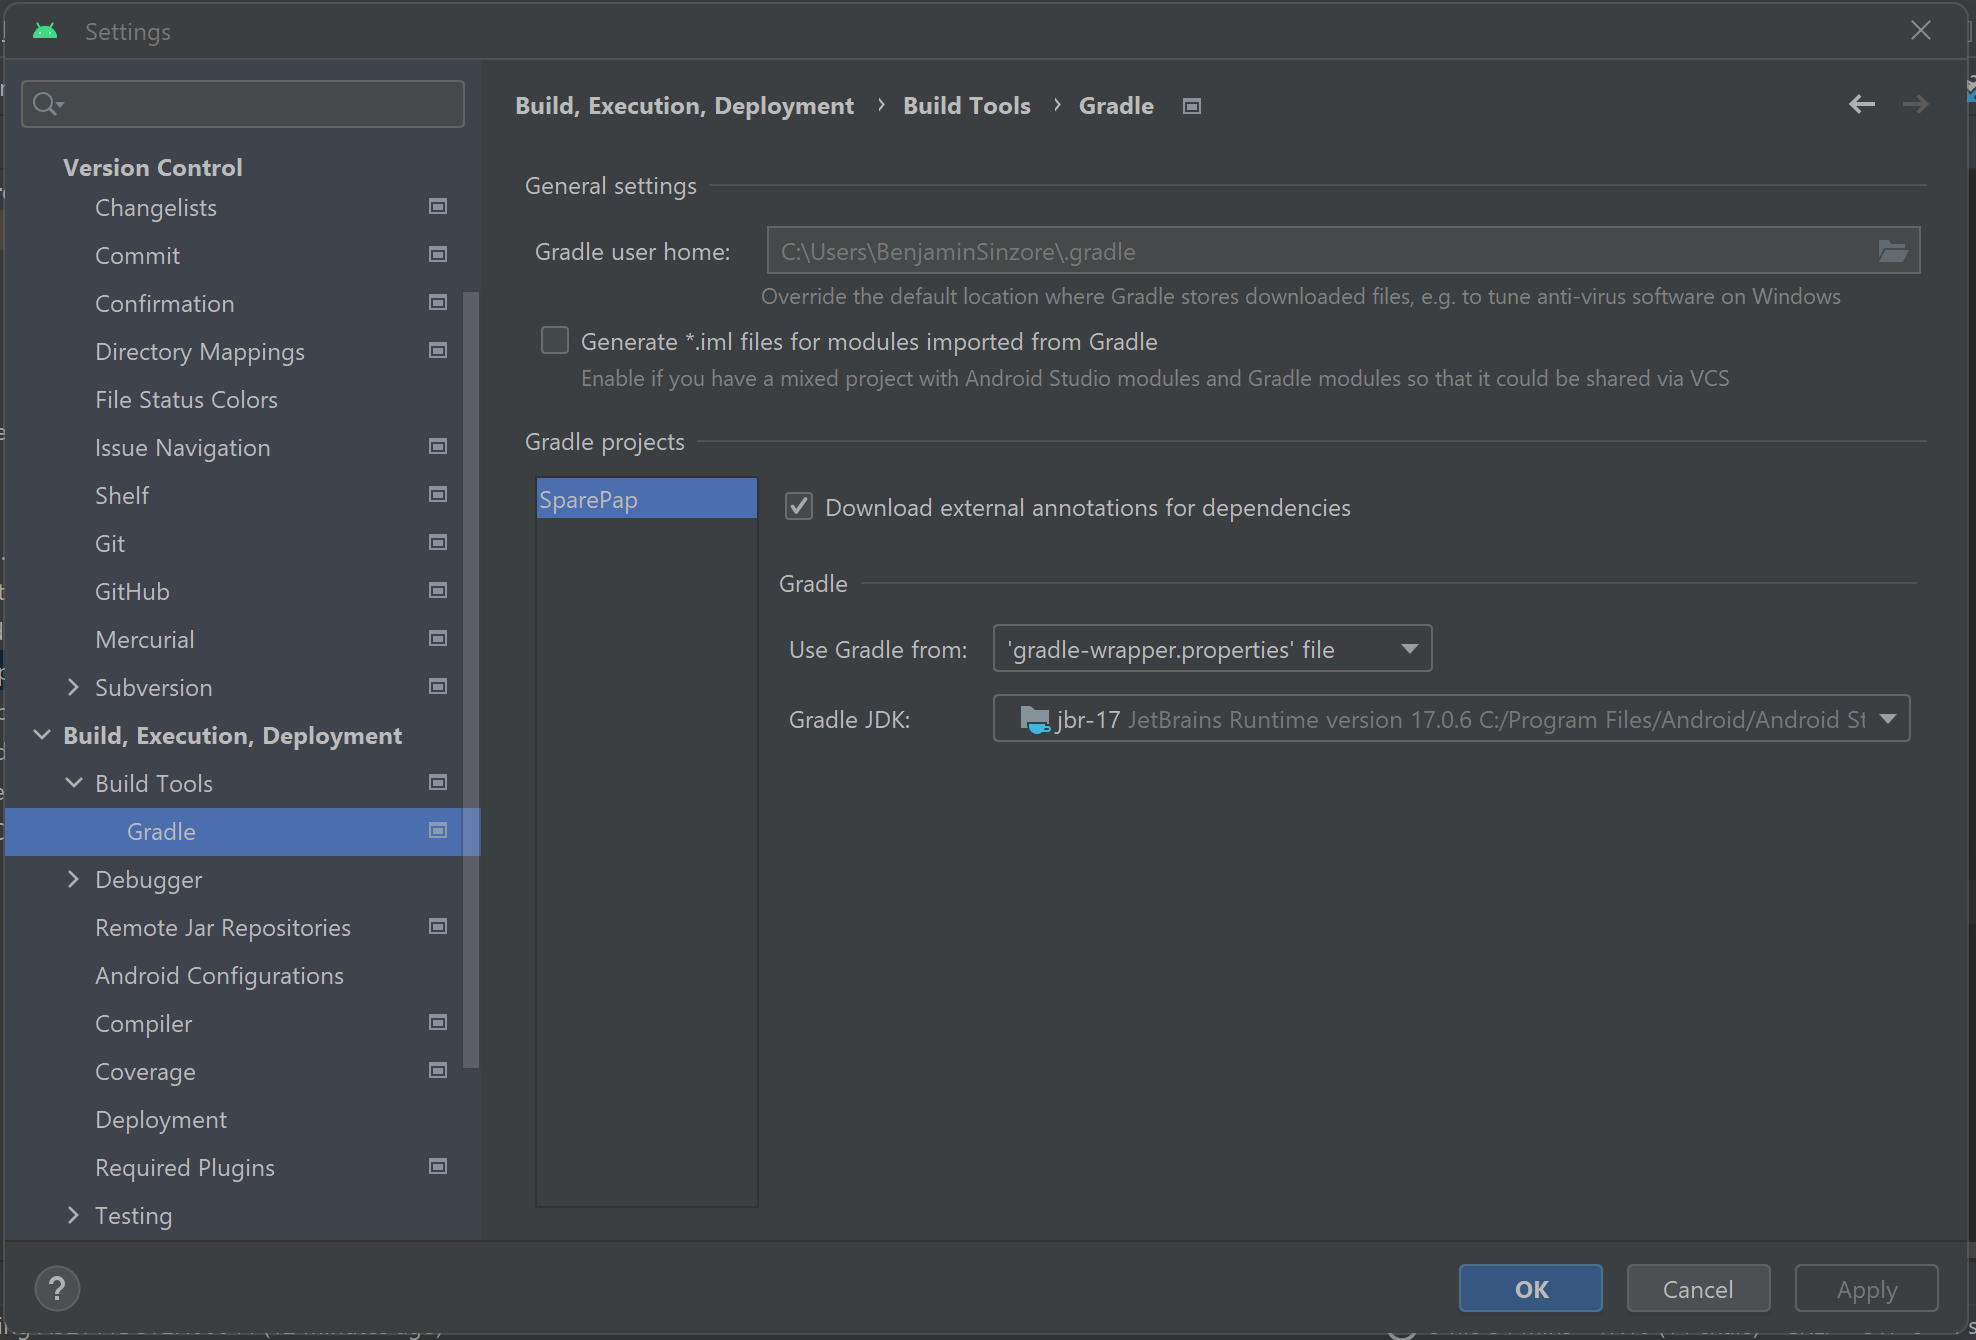 Settings
Version Control
Changelists
Commit
Confirmation
Directory Mappings
File Status Colors
Issue Navigation
Shelf
Git
GitHub
Mercurial
Subversion
Build, Execution, Deployment
Build Tools
Gradle
Debugger
Remote Jar Repositories
Android Configurations
Compiler
Coverage
Deployment
Required Plugins
Testing
Build, Execution, Deployment › Build Tools › Gradle
General settings
Gradle user home: C:\Users\BenjaminSinzore\.gradle
Override the default location where Gradle stores downloaded files, e.g. to tune anti-virus software on Windows
Generate *.iml files for modules imported from Gradle
Enable if you have a mixed project with Android Studio modules and Gradle modules so that it could be shared via VCS
Gradle projects
SparePap
Download external annotations for dependencies
Gradle
Use Gradle from: 'gradle-wrapper.properties' file
Gradle JDK: jbr-17 JetBrains Runtime version 17.0.6 C:/Program Files/Android/Android St
?
OK
Cancel
Apply